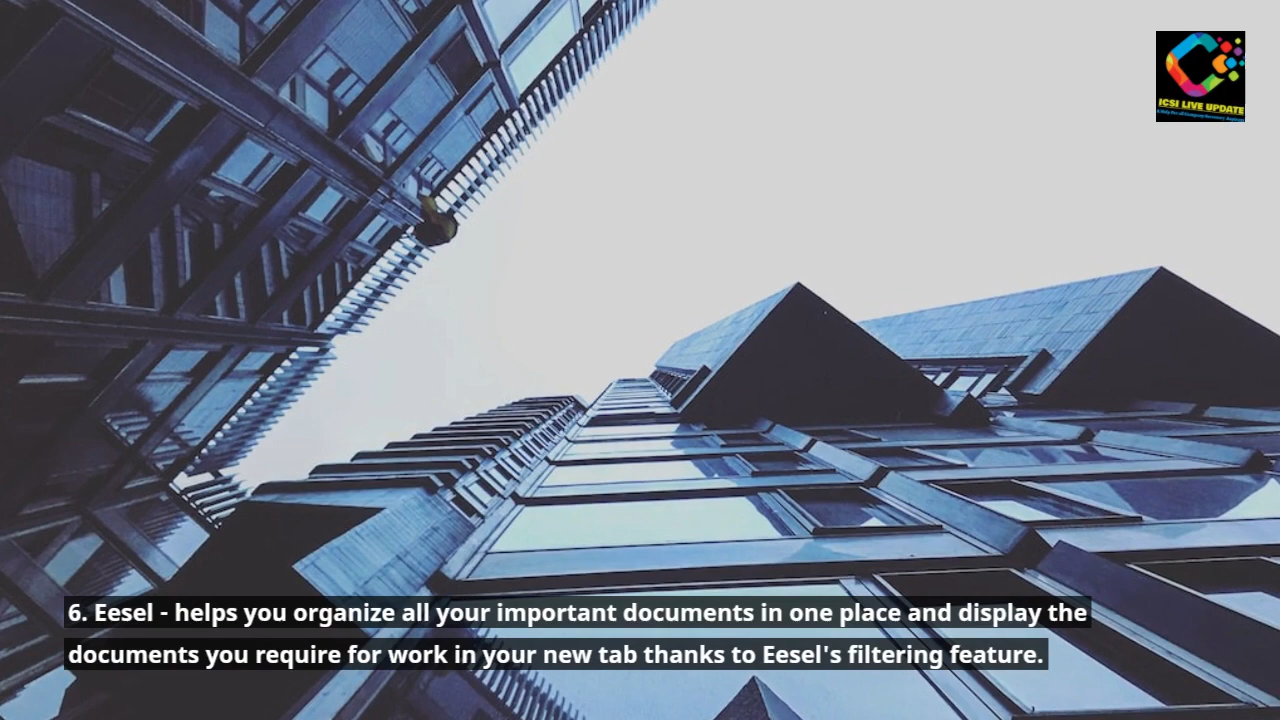 ICSI LIVE UPDATE
6. Eesel - helps you organize all your important documents in one place and display the
documents you require for work in your new tab thanks to Eesel's filtering feature.